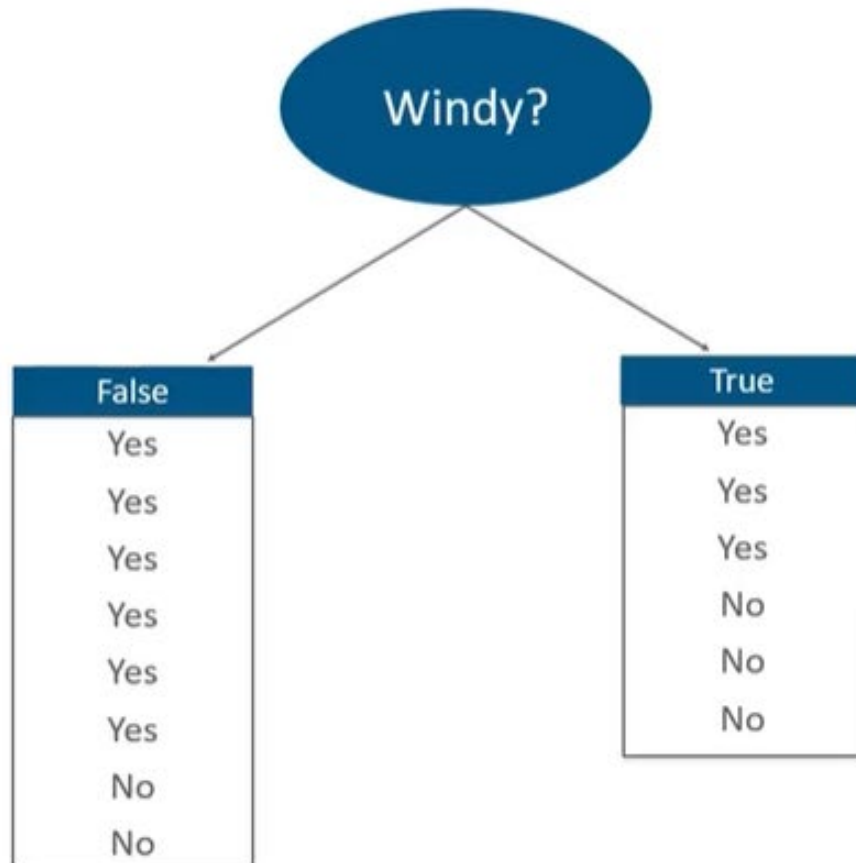 Windy?
False
Yes
Yes
Yes
Yes
Yes
Yes
No
No
True
Yes
Yes
Yes
No
No
No